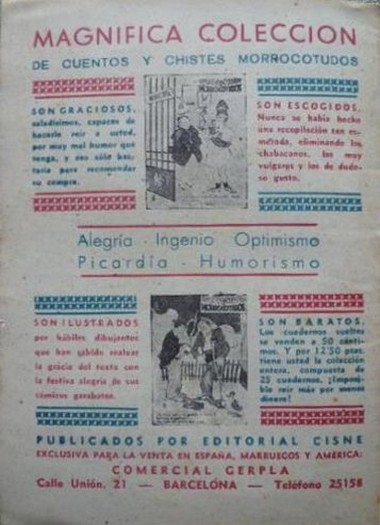 MAGNIFICA COLECCION
DE CUENTOS Y CHISTES MORROCOTUDOS
SON GRACIOSOS,
saladísimos, capaces de
hacerle reír a usted,
por muy mal humor que
tenga, y eso sólo bas-
taría para recomendar
su compra.
MORROCOTUDOS
SON ESCOGIDOS.
Nunca se había hecho
una recopilación tan es-
mérada, eliminando los
chabacanos, los muy
vulgares y los de dudo-
so gusto.
Alegría - Ingenio Optimismo
Picardía - Humorismo
SON ILUSTRADOS
por hábiles dibujantes
que han sabido realzar
la gracia del texto con
la festiva alegría de sus
cómicos garabatos.
MORROCOTUDOS
SON BARATOS.
Los cuadernos sueltos
se venden a 50 cénti-
mos. Y por 12'50 ptas.
tiene usted la colección
entera, compuesta de
25 cuadernos. ¡Imposi-
ble reír más por menos
dinero!
PUBLICADOS POR EDITORIAL CISNE
EXCLUSIVA PARA LA VENTA EN ESPAÑA, MARRUECOS Y AMÉRICA:
COMERCIAL GERPLA
Calle Unión, 21 — BARCELONA — Teléfono 25158